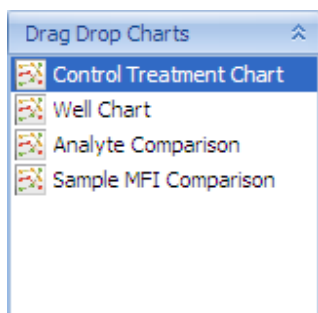 Drag Drop Charts
Control Treatment Chart
Well Chart
Analyte Comparison
Sample MFI Comparison